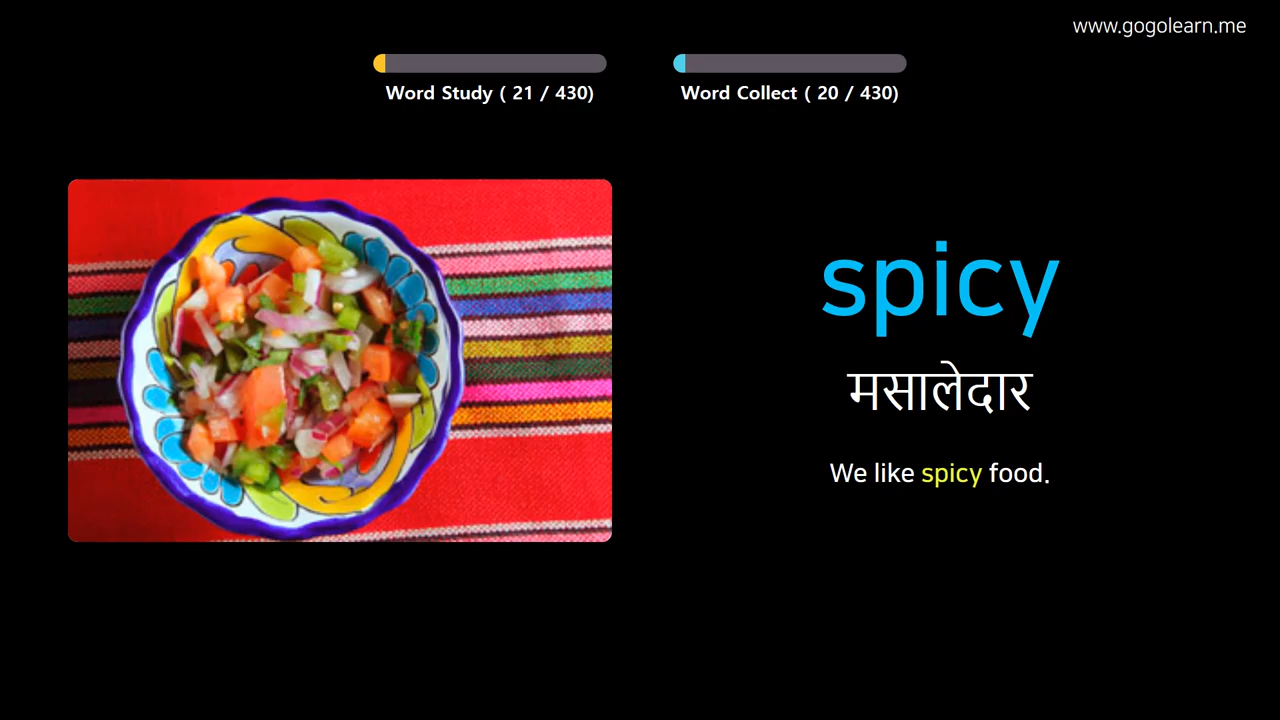 www.gogolearn.me
Word Study ( 21 / 430)
Word Collect ( 20 / 430)
spicy
मसालेदार
We like spicy food.